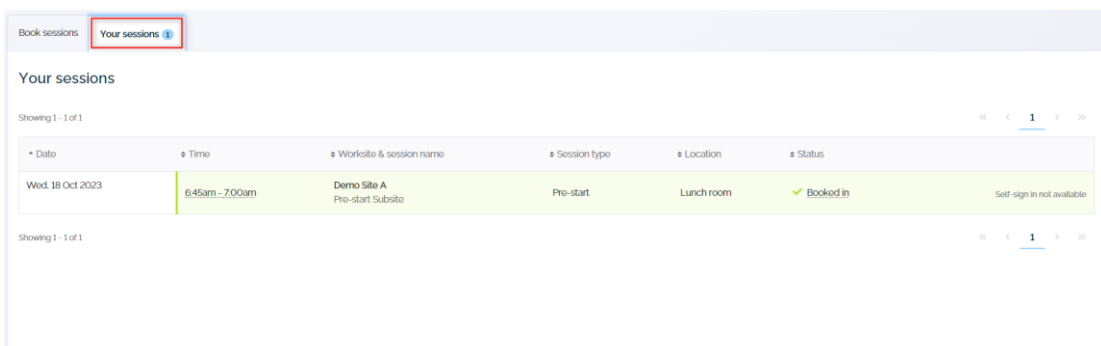 Book sessions Your sessions 1
Your sessions
Showing 1 - 1 of 1 « < 1 > »
Date Time Worksite & session name Session type Location Status
Wed, 18 Oct 2023 6:45am - 7:00am Demo Site A Pre-start Lunch room Booked in Self-sign in not available
Pre-start Subsite
Showing 1 - 1 of 1 « < 1 > »